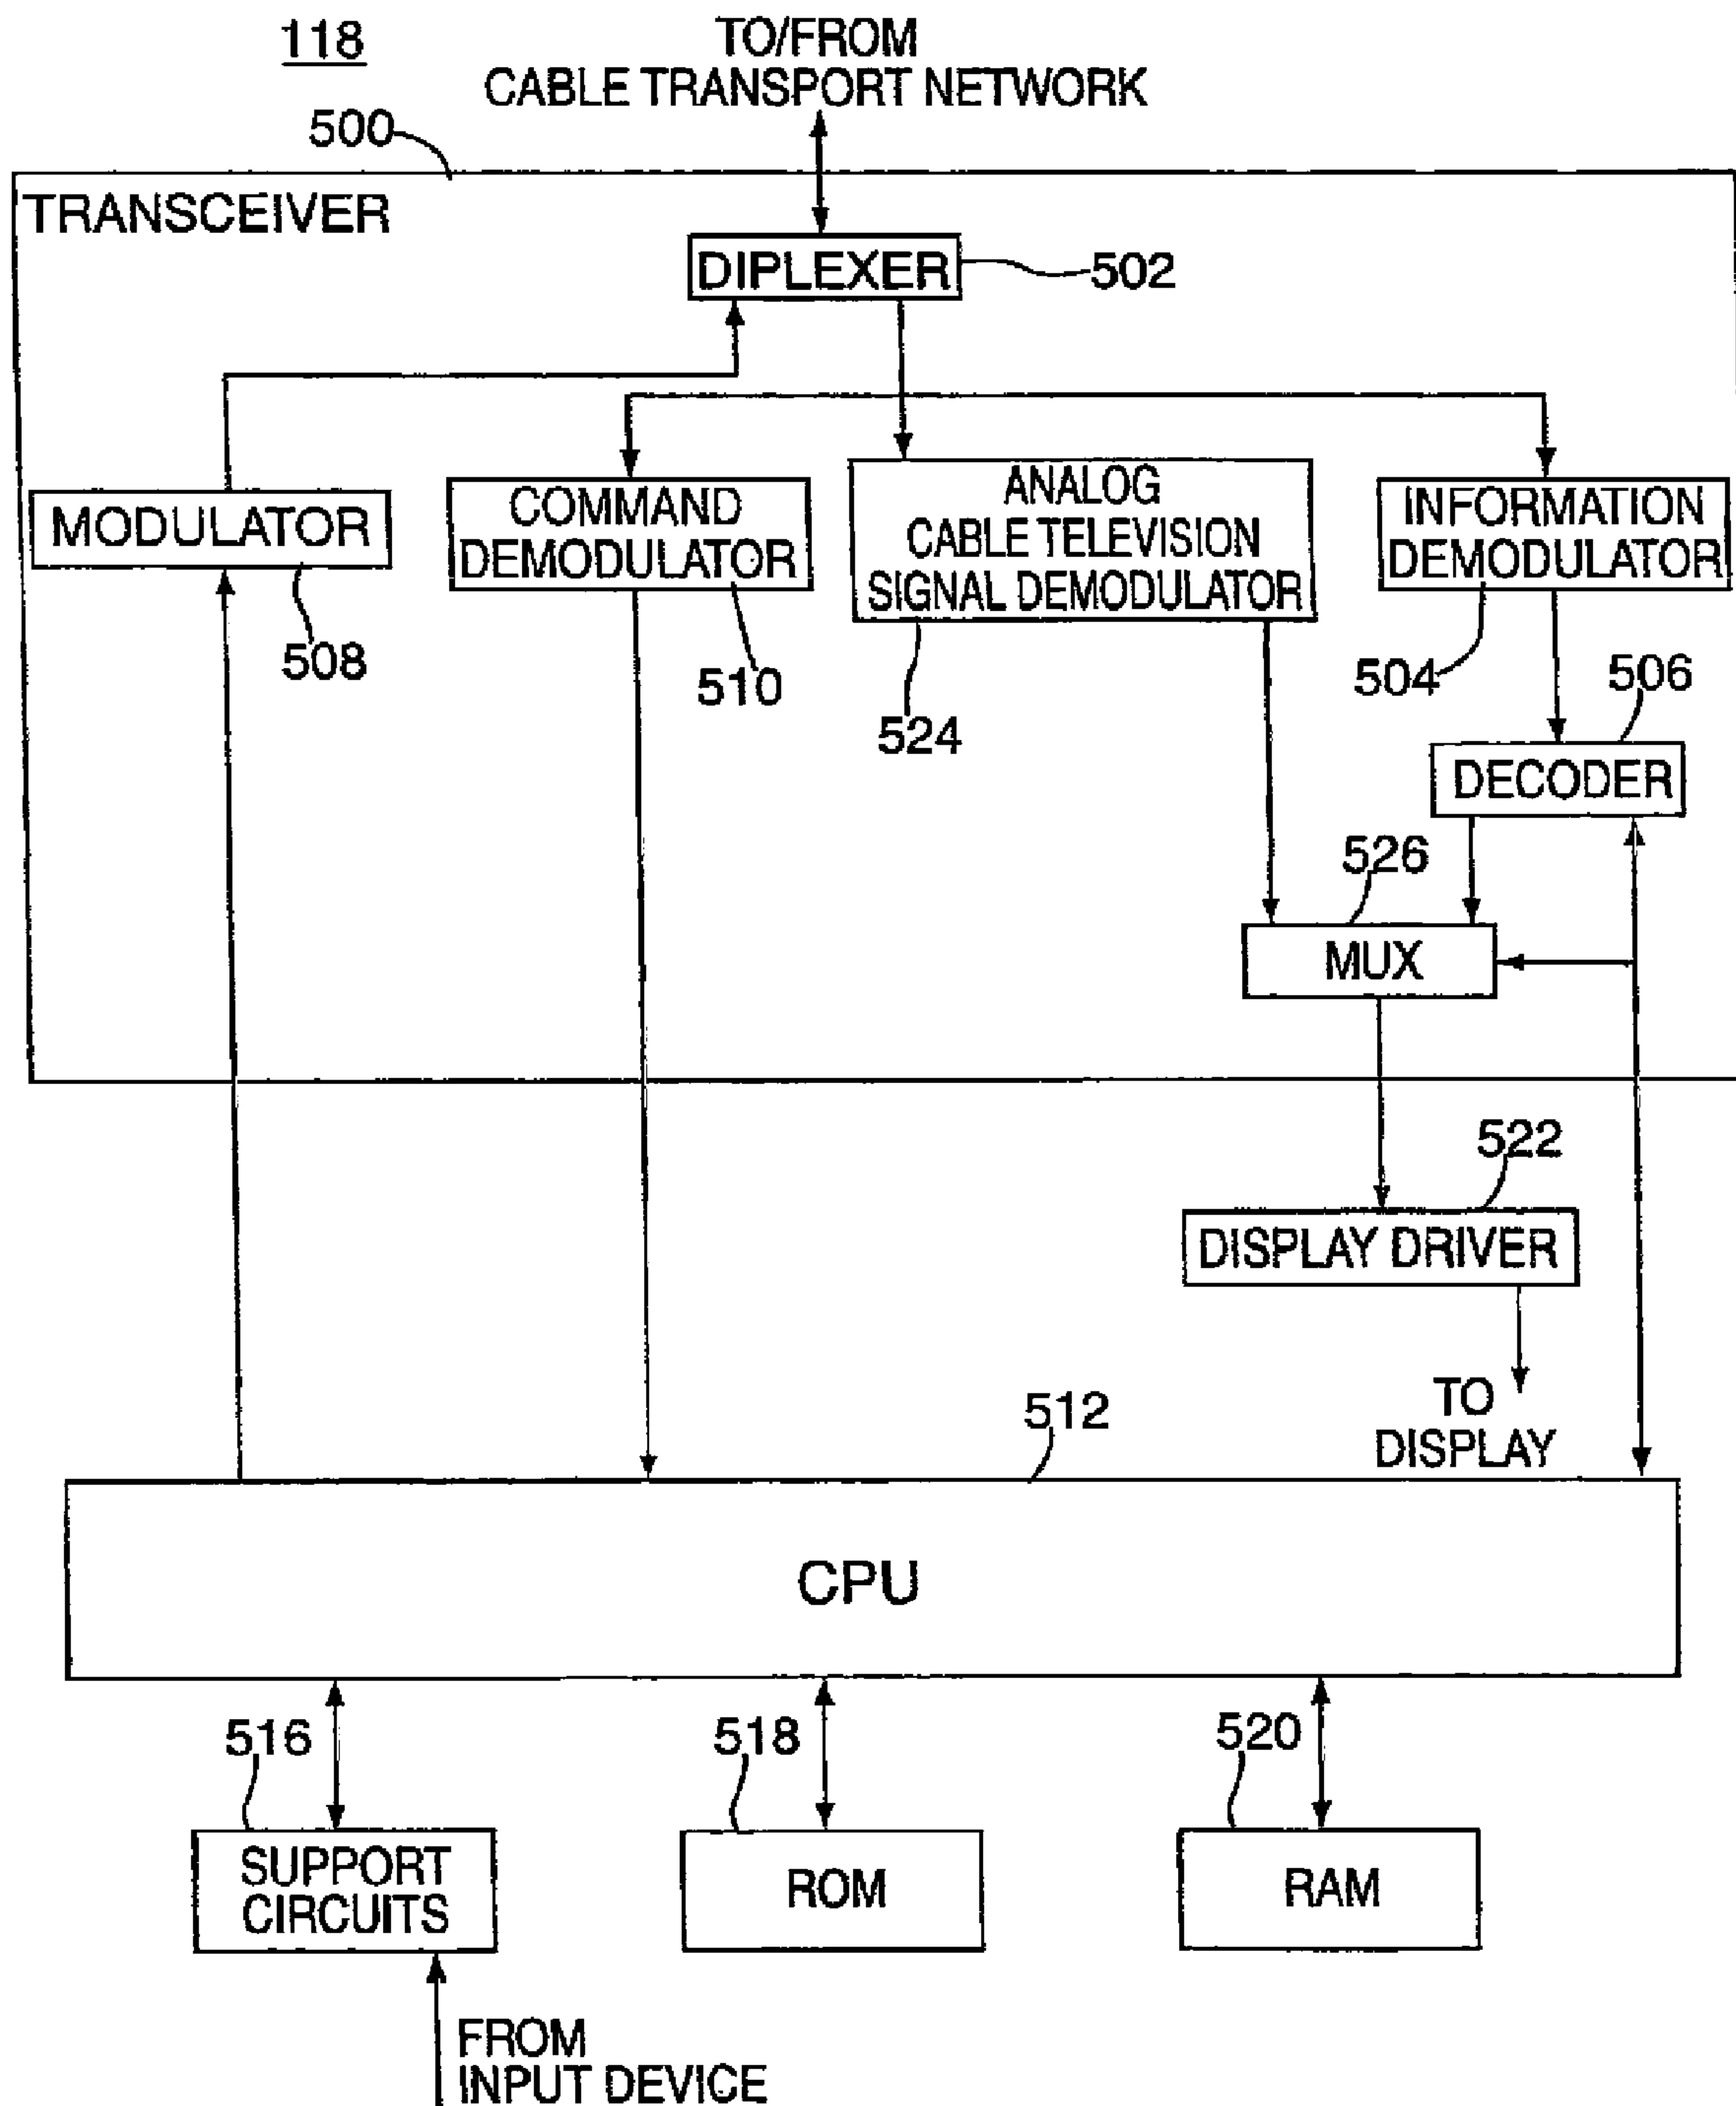 118
TO/FROM
CABLE TRANSPORT NETWORK
500
TRANSCEIVER
DIPLEXER
502
MODULATOR
508
COMMAND
DEMODULATOR
510
ANALOG
CABLE TELEVISION
SIGNAL DEMODULATOR
524
INFORMATION
DEMODULATOR
504
506
DECODER
526
MUX
522
DISPLAY DRIVER
TO
DISPLAY
512
CPU
516
518
520
SUPPORT
CIRCUITS
ROM
RAM
FROM
INPUT DEVICE